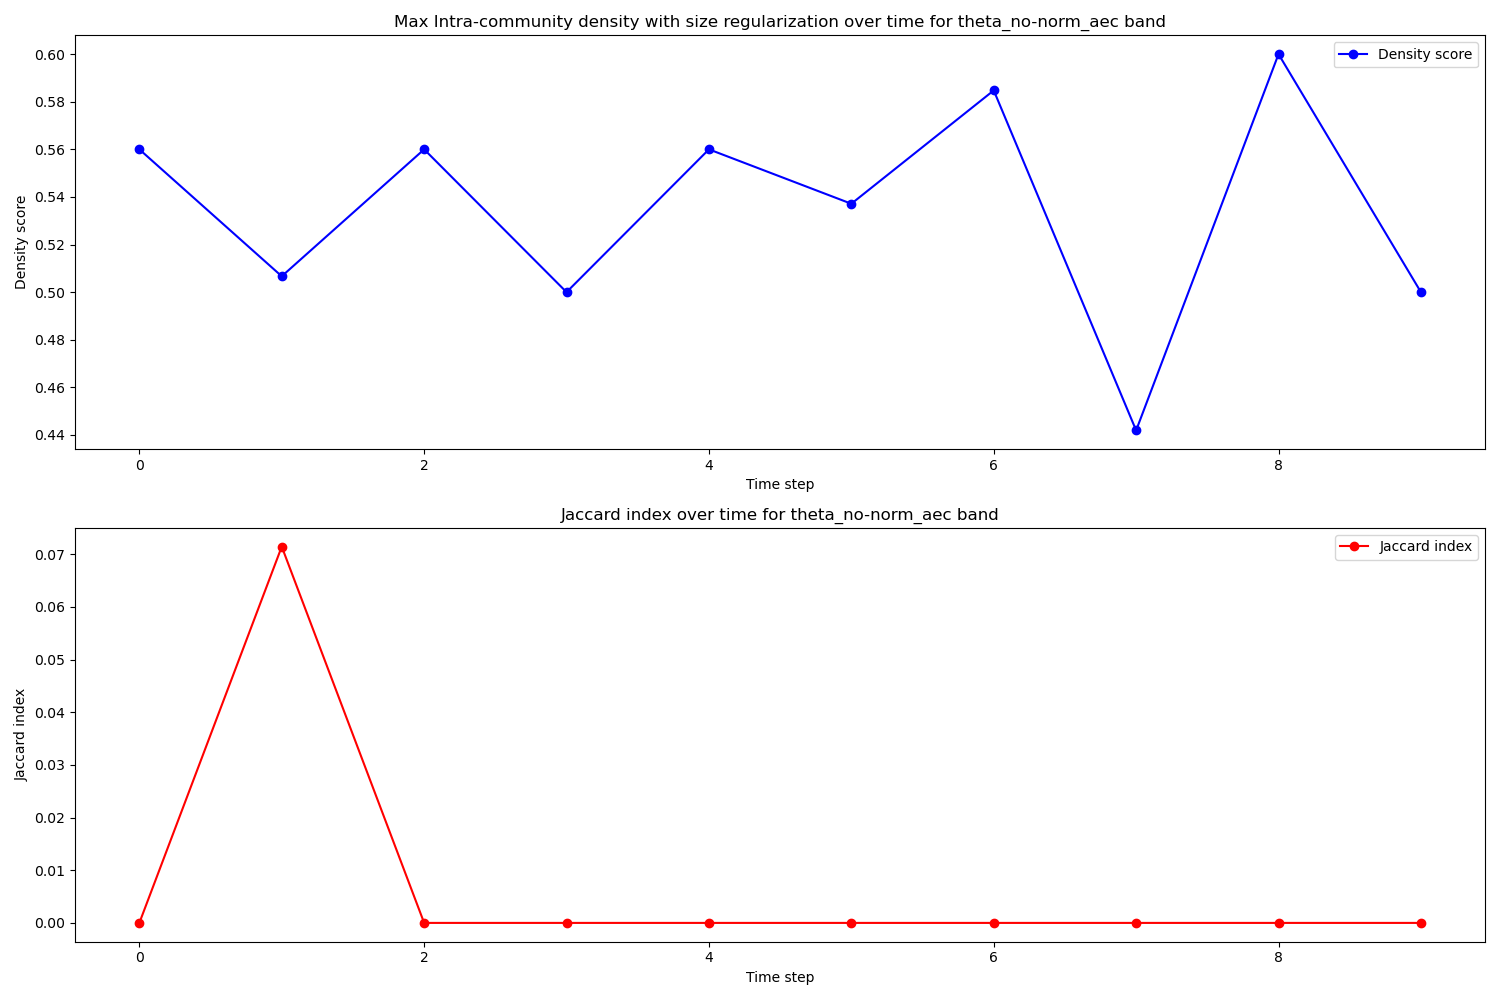 Max Intra-community density with size regularization over time for theta_no-norm_aec band
Density score
0.60
0.58
0.56
0.54
0.52
0.50
0.48
0.46
0.44
Density score
0 2 4 6 8
Time step
Jaccard index over time for theta_no-norm_aec band
Jaccard index
0.07
0.06
0.05
0.04
0.03
0.02
0.01
0.00
Jaccard index
0 2 4 6 8
Time step